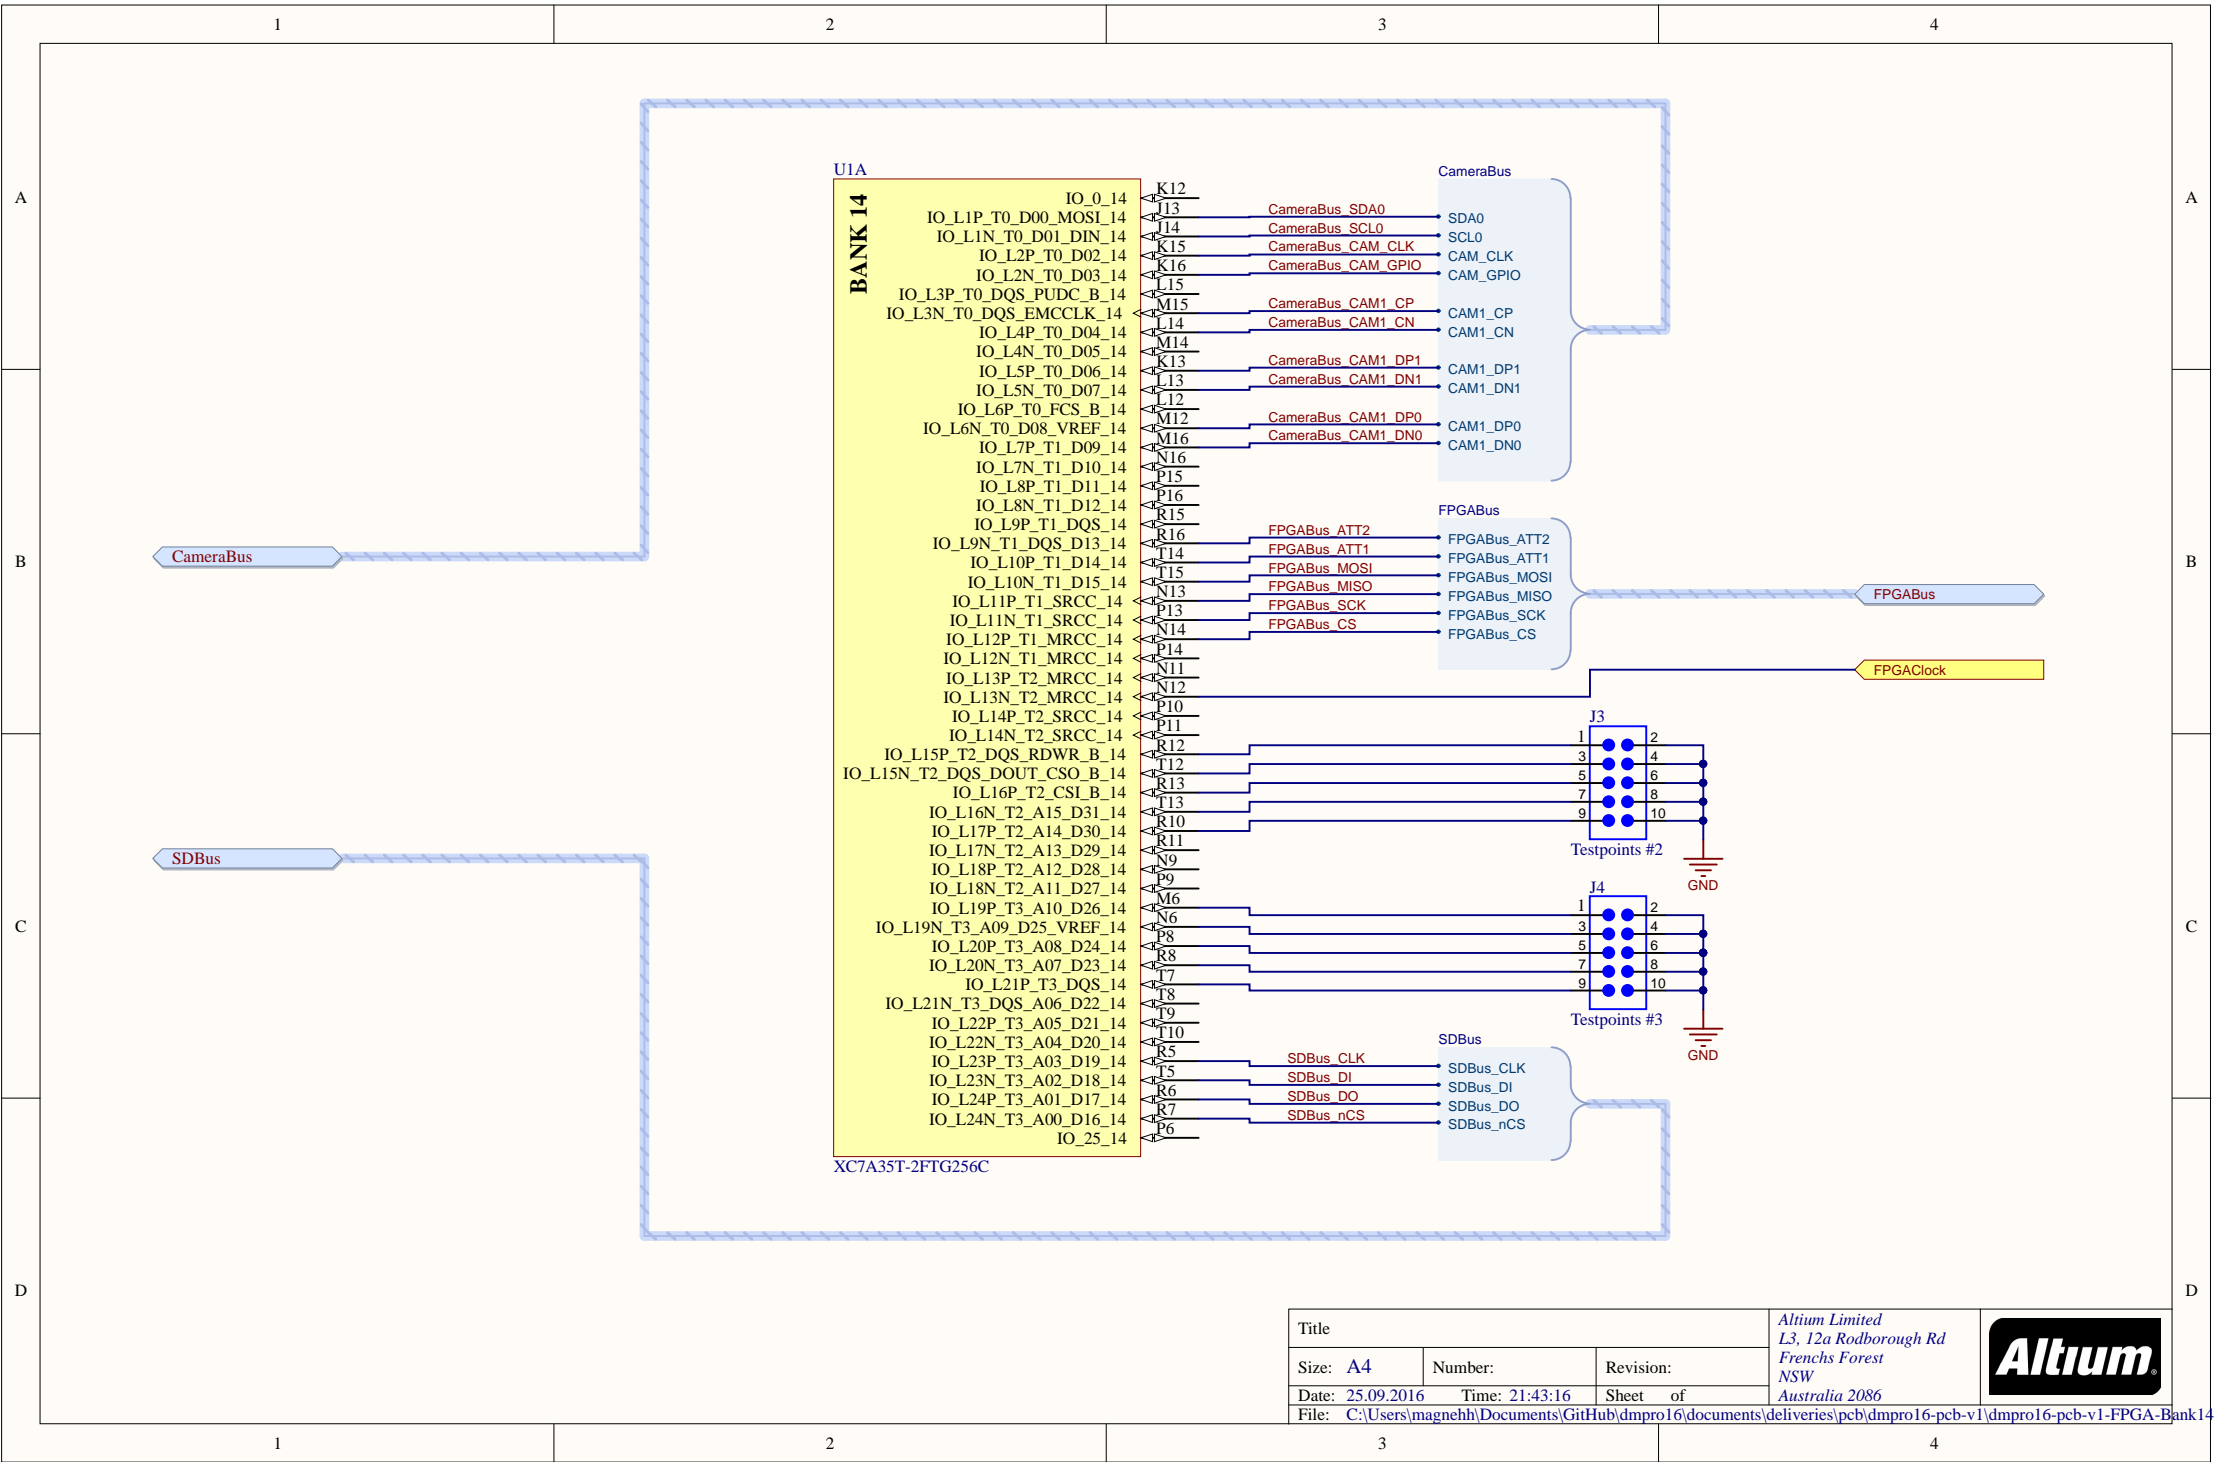 1 2 3 4
A A
B B
C C
D D
U1A
BANK 14
IO_0_14 K12
IO_L1P_T0_D00_MOSI_14 J13
IO_L1N_T0_D01_DIN_14 J14
IO_L2P_T0_D02_14 K15
IO_L2N_T0_D03_14 K16
IO_L3P_T0_DQS_PUDC_B_14 L15
IO_L3N_T0_DQS_EMCCLK_14 M15
IO_L4P_T0_D04_14 L14
IO_L4N_T0_D05_14 M14
IO_L5P_T0_D06_14 K13
IO_L5N_T0_D07_14 L13
IO_L6P_T0_FCS_B_14 L12
IO_L6N_T0_D08_VREF_14 M12
IO_L7P_T1_D09_14 M16
IO_L7N_T1_D10_14 N16
IO_L8P_T1_D11_14 P15
IO_L8N_T1_D12_14 P16
IO_L9P_T1_DQS_14 R15
IO_L9N_T1_DQS_D13_14 R16
IO_L10P_T1_D14_14 T14
IO_L10N_T1_D15_14 T15
IO_L11P_T1_SRCC_14 N13
IO_L11N_T1_SRCC_14 P13
IO_L12P_T1_MRCC_14 N14
IO_L12N_T1_MRCC_14 P14
IO_L13P_T2_MRCC_14 N11
IO_L13N_T2_MRCC_14 N12
IO_L14P_T2_SRCC_14 P10
IO_L14N_T2_SRCC_14 P11
IO_L15P_T2_DQS_RDWR_B_14 R12
IO_L15N_T2_DQS_DOUT_CSO_B_14 T12
IO_L16P_T2_CSI_B_14 R13
IO_L16N_T2_A15_D31_14 T13
IO_L17P_T2_A14_D30_14 R10
IO_L17N_T2_A13_D29_14 R11
IO_L18P_T2_A12_D28_14 N9
IO_L18N_T2_A11_D27_14 P9
IO_L19P_T3_A10_D26_14 M6
IO_L19N_T3_A09_D25_VREF_14 N6
IO_L20P_T3_A08_D24_14 P8
IO_L20N_T3_A07_D23_14 R8
IO_L21P_T3_DQS_14 T7
IO_L21N_T3_DQS_A06_D22_14 T8
IO_L22P_T3_A05_D21_14 T9
IO_L22N_T3_A04_D20_14 T10
IO_L23P_T3_A03_D19_14 R5
IO_L23N_T3_A02_D18_14 T5
IO_L24P_T3_A01_D17_14 R6
IO_L24N_T3_A00_D16_14 R7
IO_25_14 P6
XC7A35T-2FTG256C
CameraBus
CameraBus_SDA0 SDA0
CameraBus_SCL0 SCL0
CameraBus_CAM_CLK CAM_CLK
CameraBus_CAM_GPIO CAM_GPIO
CameraBus_CAM1_CP CAM1_CP
CameraBus_CAM1_CN CAM1_CN
CameraBus_CAM1_DP1 CAM1_DP1
CameraBus_CAM1_DN1 CAM1_DN1
CameraBus_CAM1_DP0 CAM1_DP0
CameraBus_CAM1_DN0 CAM1_DN0
CameraBus
FPGABus
FPGABus_ATT2 FPGABus_ATT2
FPGABus_ATT1 FPGABus_ATT1
FPGABus_MOSI FPGABus_MOSI
FPGABus_MISO FPGABus_MISO
FPGABus_SCK FPGABus_SCK
FPGABus_CS FPGABus_CS
FPGABus
FPGAClock
J3
1 2
3 4
5 6
7 8
9 10
Testpoints #2
GND
SDBus
J4
1 2
3 4
5 6
7 8
9 10
Testpoints #3
GND
SDBus
SDBus_CLK SDBus_CLK
SDBus_DI SDBus_DI
SDBus_DO SDBus_DO
SDBus_nCS SDBus_nCS
Title
Size: A4 Number: Revision:
Date: 25.09.2016 Time: 21:43:16 Sheet of
File: C:\Users\magnehh\Documents\GitHub\dmpro16\documents\deliveries\pcb\dmpro16-pcb-v1\dmpro16-pcb-v1-FPGA-Bank14
Altium Limited
L3, 12a Rodborough Rd
Frenchs Forest
NSW
Australia 2086
Altium
1 2 3 4